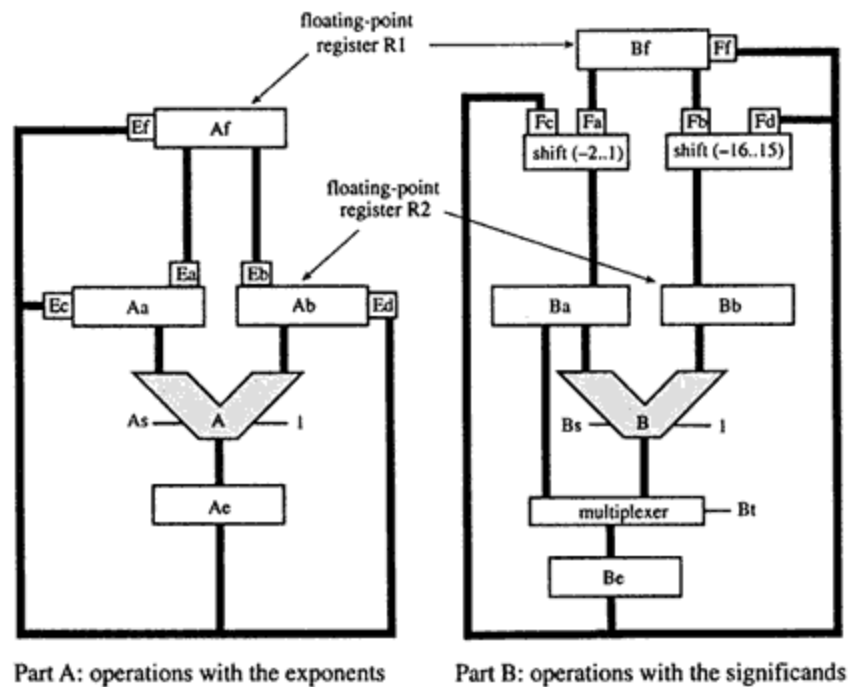 floating-point
register R1
Bf
Ff
Ef
Af
Fc
Fa
Fb
Fd
shift (–2..1)
shift (–16..15)
floating-point
register R2
Ea
Eb
Ec
Aa
Ab
Ed
Ba
Bb
As
A
1
Bs
B
1
Ae
multiplexer
Bt
Be
Part A: operations with the exponents
Part B: operations with the significands